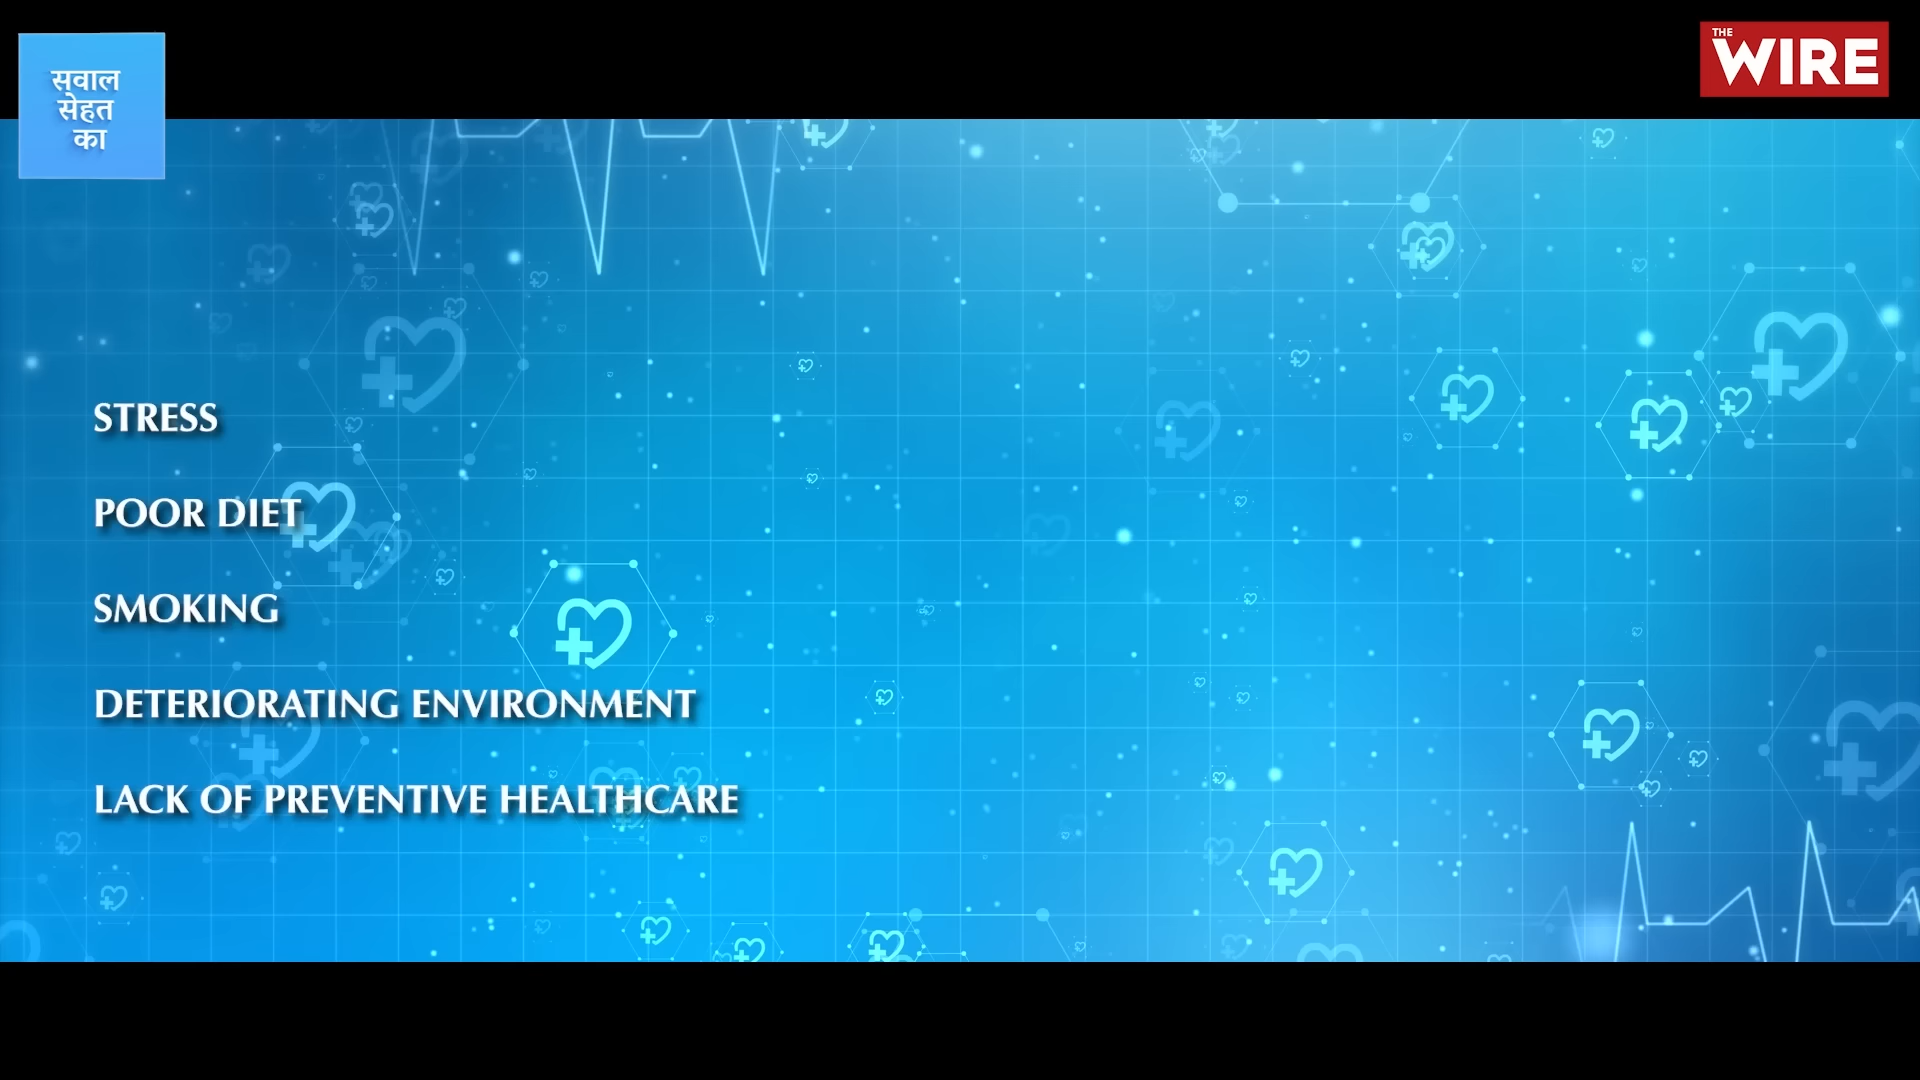 सवाल
सेहत
का
THE
WIRE
STRESS
POOR DIET
SMOKING
DETERIORATING ENVIRONMENT
LACK OF PREVENTIVE HEALTHCARE